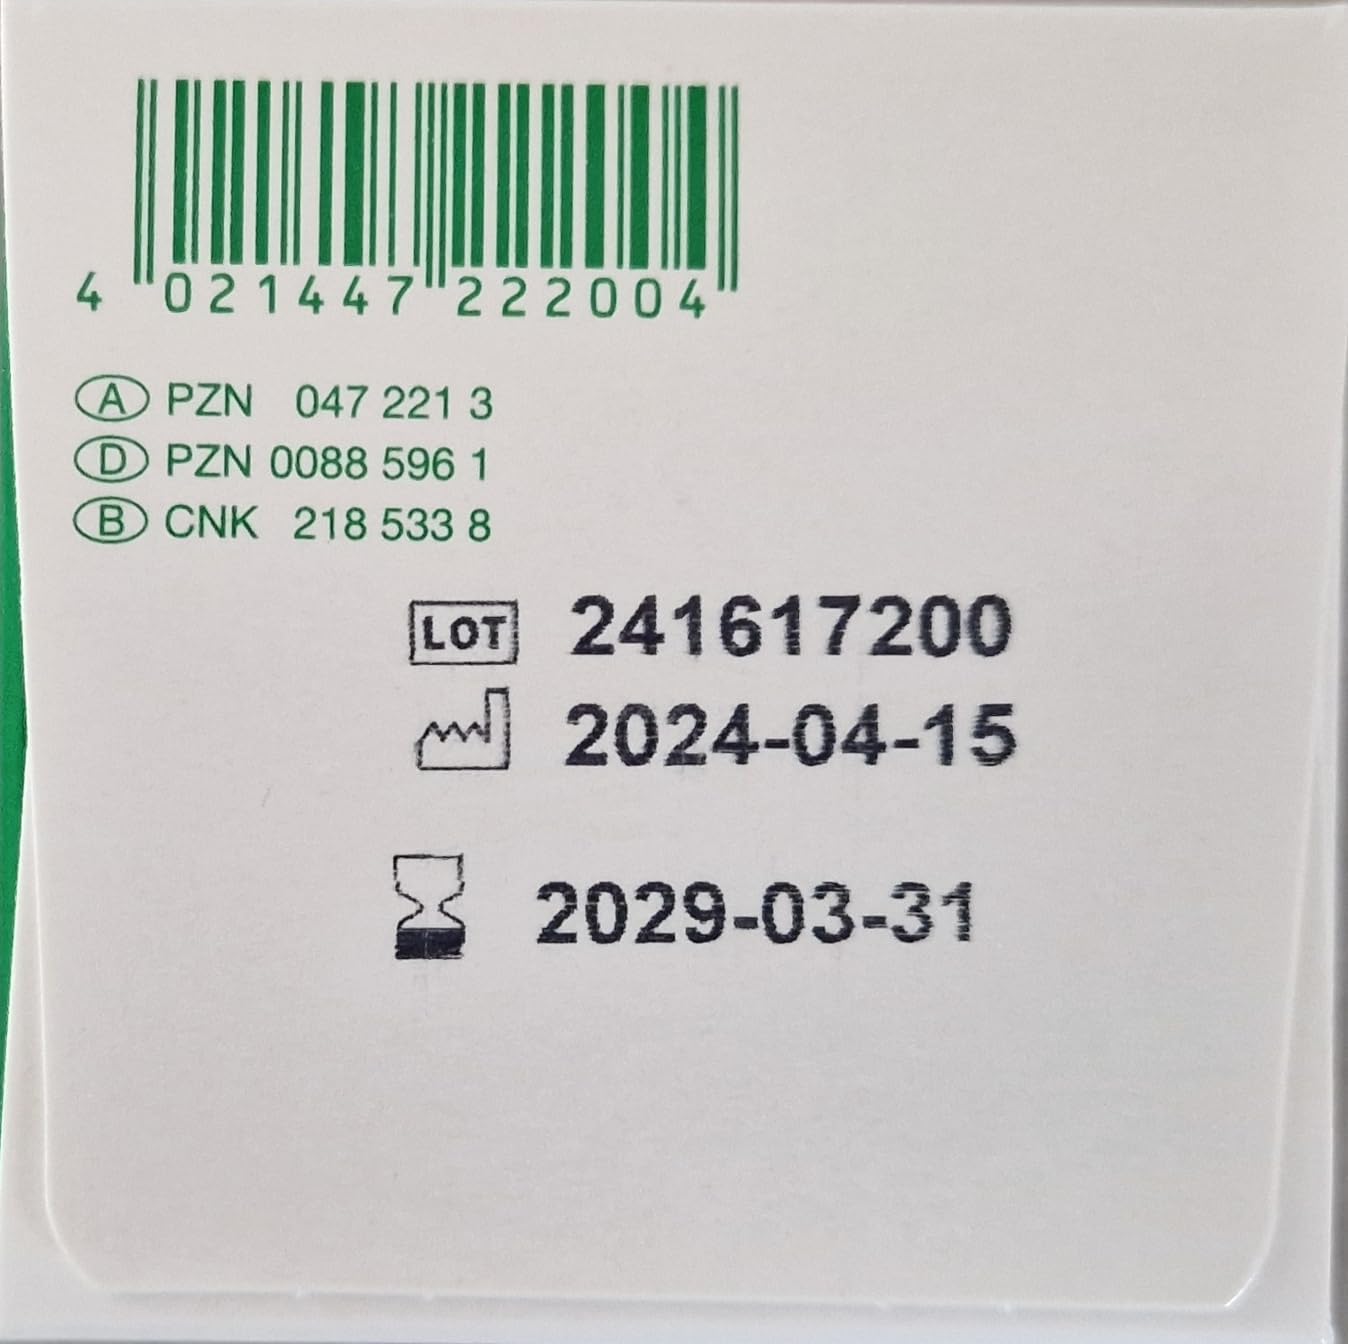 4 021447 222004
A PZN 047 221 3
D PZN 0088 596 1
B CNK 218 533 8
LOT 241617200
2024-04-15
2029-03-31